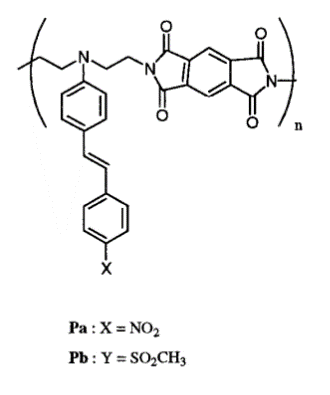 O O
N
N N
O O
n
X
Pa : X = NO₂
Pb : Y = SO₂CH₃